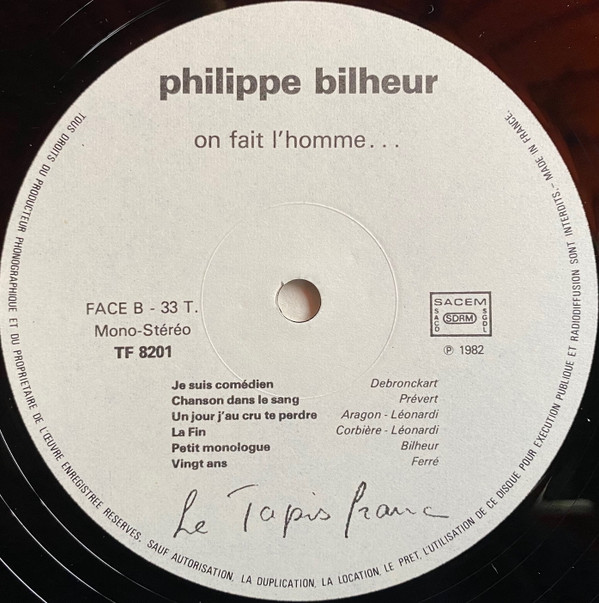 philippe bilheur
on fait l'homme...
FACE B - 33 T.
Mono-Stéréo
TF 8201
SACEM
SACD
SDRM
SGDL
℗ 1982
Je suis comédien Debronckart
Chanson dans le sang Prévert
Un jour j'au cru te perdre Aragon - Léonardi
La Fin Corbière - Léonardi
Petit monologue Bilheur
Vingt ans Ferré
Le Tapis franc
TOUS DROITS DU PRODUCTEUR PHONOGRAPHIQUE ET DU PROPRIETAIRE DE L'ŒUVRE ENREGISTREE RESERVES, SAUF AUTORISATION, LA DUPLICATION, LA LOCATION, LE PRET, L'UTILISATION DE CE DISQUE POUR EXECUTION PUBLIQUE ET RADIODIFFUSION SONT INTERDITS. - MADE IN FRANCE.